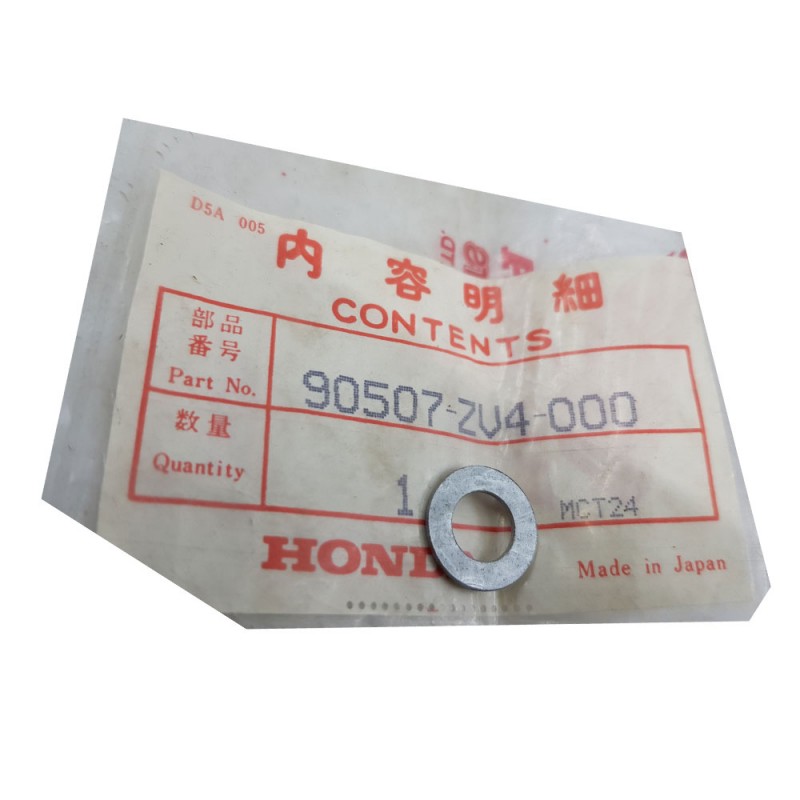 D5A 005
内容明細
CONTENTS
部品
番号
Part No.
90507-ZV4-000
数量
Quantity
1
MCT24
HOND
Made in Japan